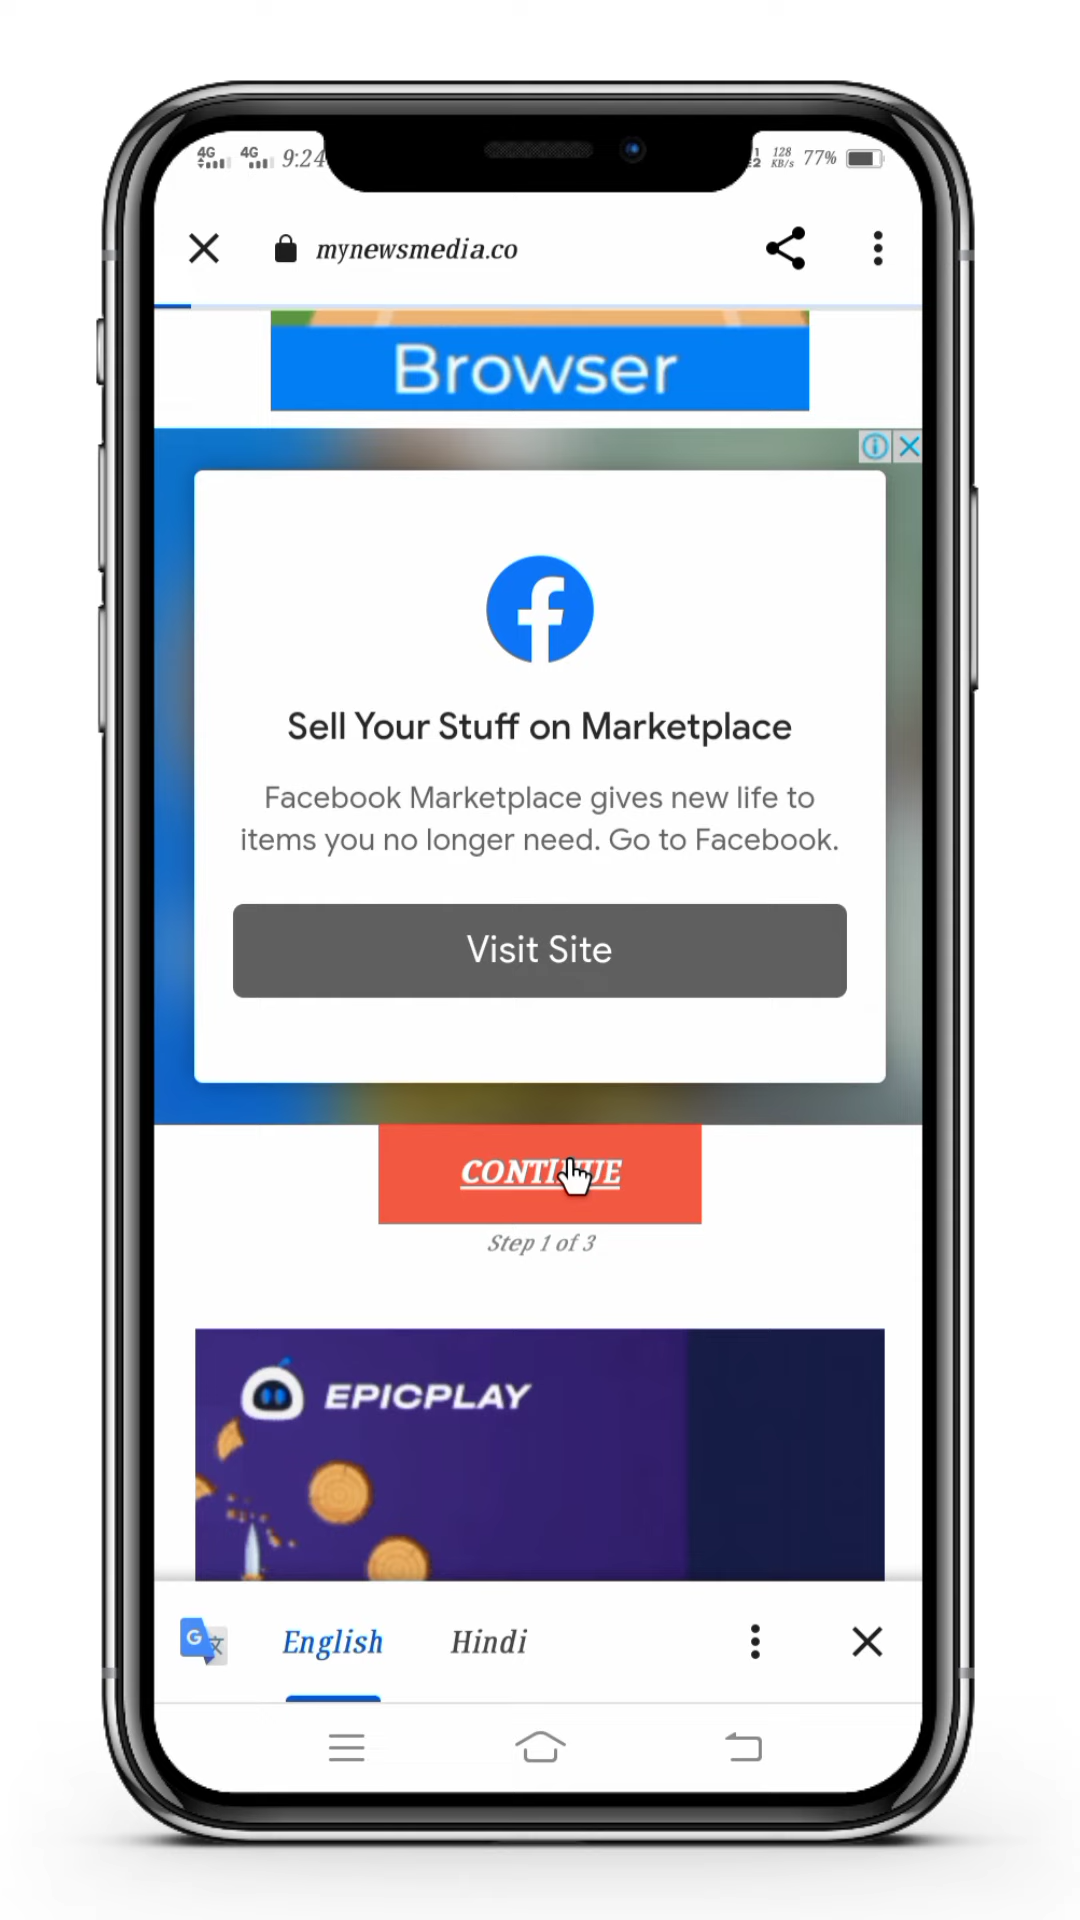 4G 4G 9:24
128 KB/s 77%
mynewsmedia.co
Browser
Sell Your Stuff on Marketplace
Facebook Marketplace gives new life to
items you no longer need. Go to Facebook.
Visit Site
CONTINUE
Step 1 of 3
EPICPLAY
G 文
English Hindi